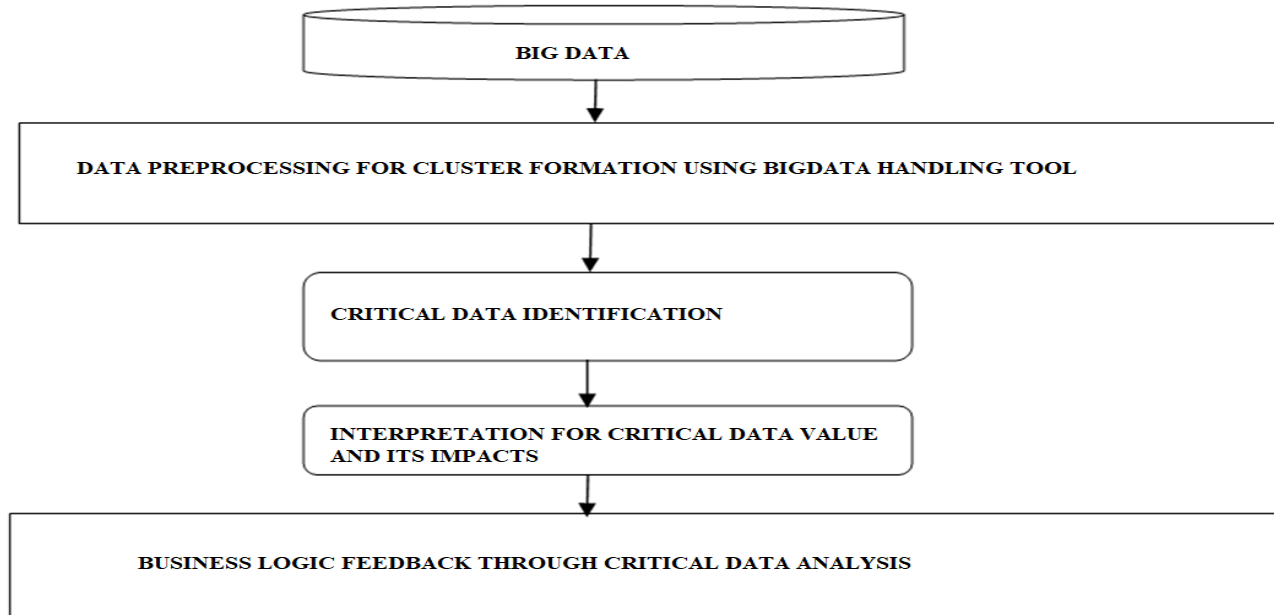 BIG DATA
DATA PREPROCESSING FOR CLUSTER FORMATION USING BIGDATA HANDLING TOOL
CRITICAL DATA IDENTIFICATION
INTERPRETATION FOR CRITICAL DATA VALUE
AND ITS IMPACTS
BUSINESS LOGIC FEEDBACK THROUGH CRITICAL DATA ANALYSIS